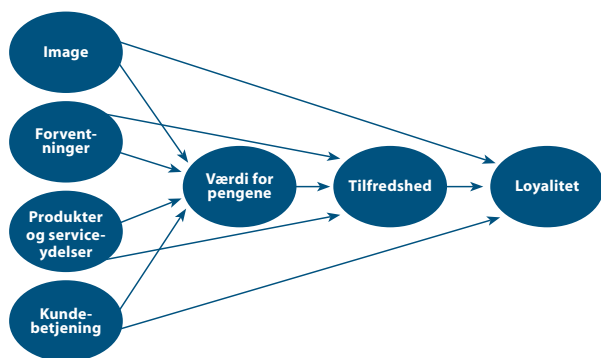 Image
Forvent-
ninger
Produkter
og service-
ydelser
Kunde-
betjening
Værdi for
pengene
Tilfredshed
Loyalitet